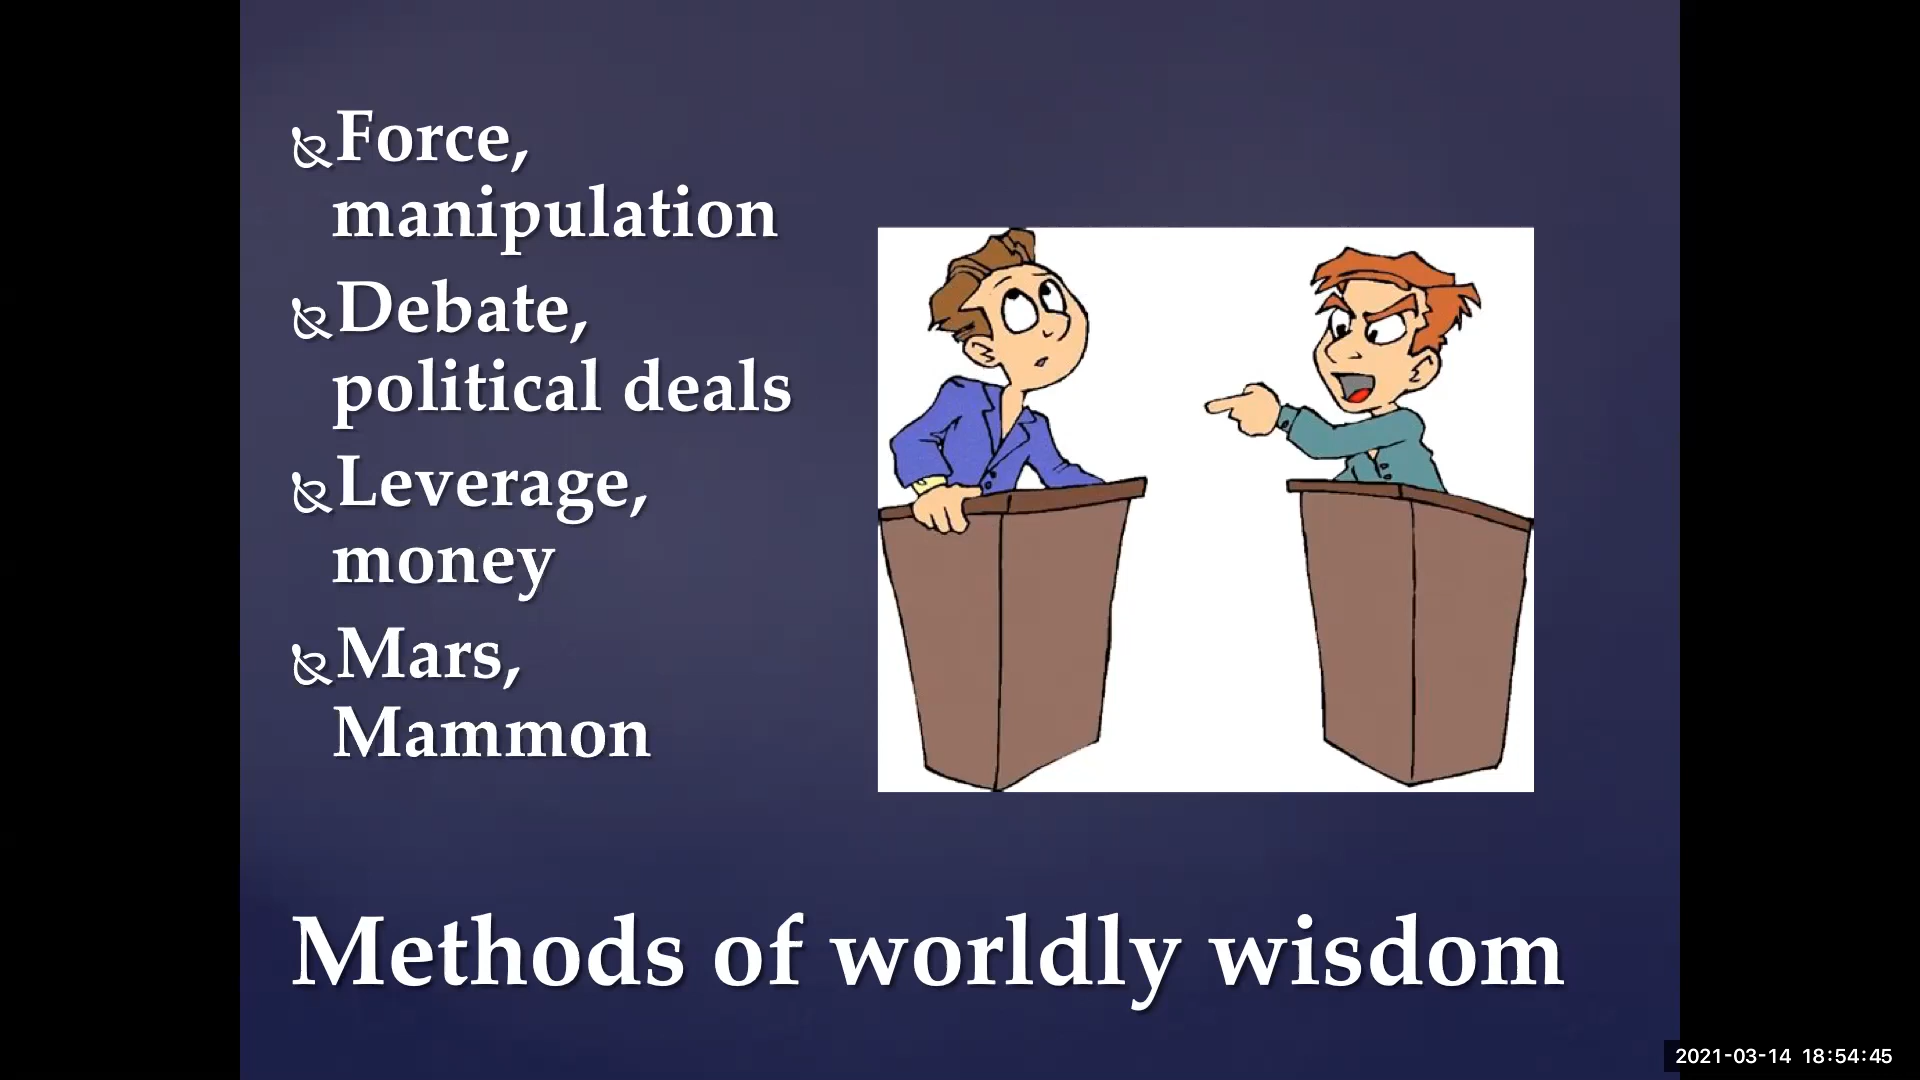 Force,
manipulation
Debate,
political deals
Leverage,
money
Mars,
Mammon
Methods of worldly wisdom
2021-03-14 18:54:45